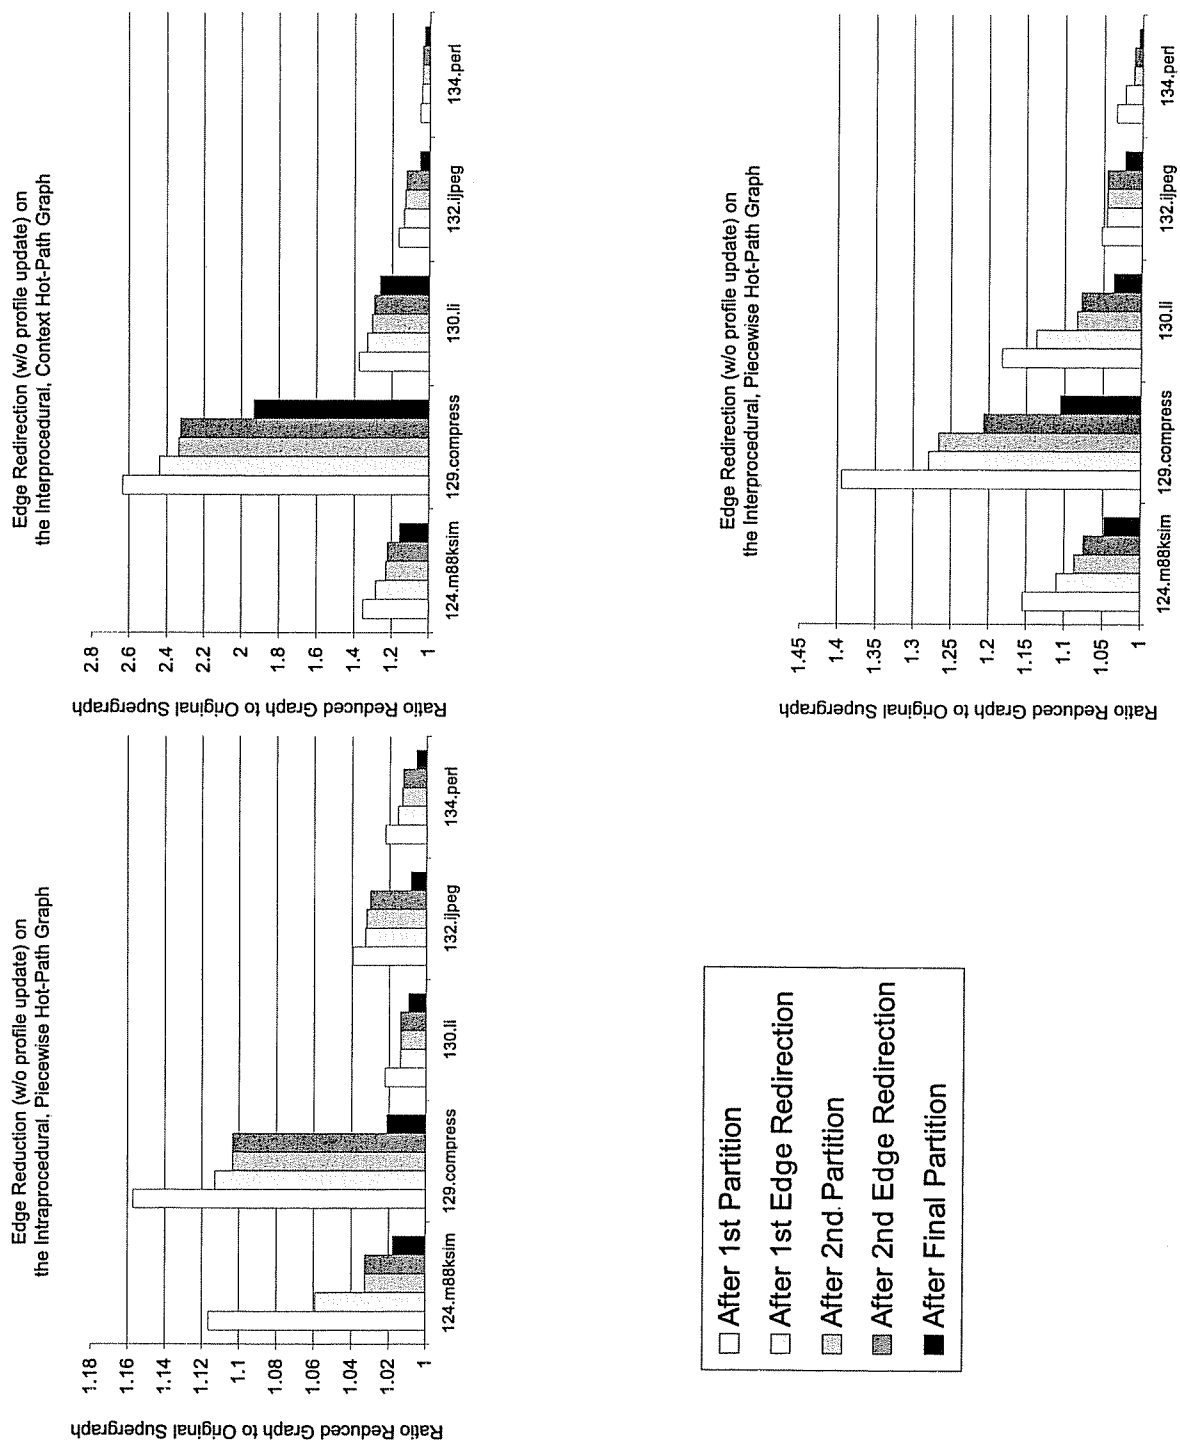 Edge Reduction (w/o profile update) on
the Intraprocedural, Piecewise Hot-Path Graph
Ratio Reduced Graph to Original Supergraph
1.18
1.16
1.14
1.12
1.1
1.08
1.06
1.04
1.02
1
124.m88ksim
129.compress
130.li
132.ijpeg
134.perl
Edge Redirection (w/o profile update) on
the Interprocedural, Context Hot-Path Graph
Ratio Reduced Graph to Original Supergraph
2.8
2.6
2.4
2.2
2
1.8
1.6
1.4
1.2
1
124.m88ksim
129.compress
130.li
132.ijpeg
134.perl
After 1st Partition
After 1st Edge Redirection
After 2nd. Partition
After 2nd Edge Redirection
After Final Partition
Edge Redirection (w/o profile update) on
the Interprocedural, Piecewise Hot-Path Graph
Ratio Reduced Graph to Original Supergraph
1.45
1.4
1.35
1.3
1.25
1.2
1.15
1.1
1.05
1
124.m88ksim
129.compress
130.li
132.ijpeg
134.perl